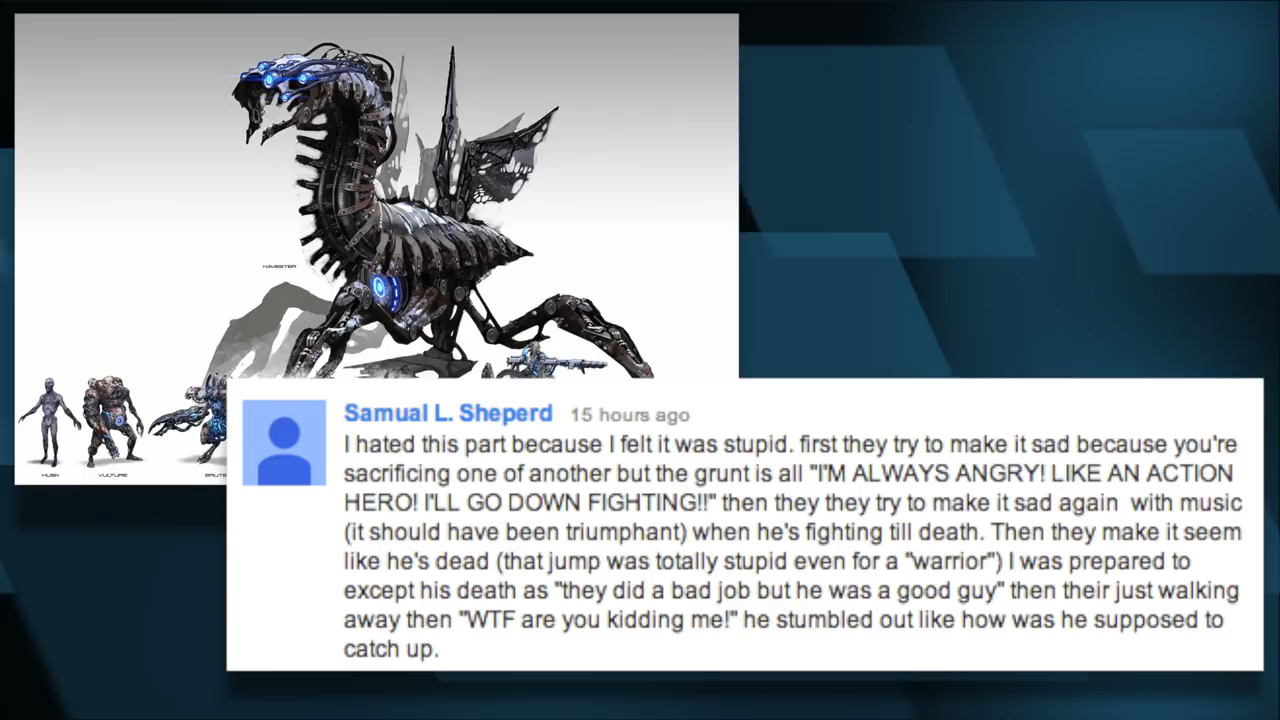 HAVESTER
HUSK VULTURE BRUTE
Samual L. Sheperd 15 hours ago
I hated this part because I felt it was stupid. first they try to make it sad because you're
sacrificing one of another but the grunt is all "I'M ALWAYS ANGRY! LIKE AN ACTION
HERO! I'LL GO DOWN FIGHTING!!" then they they try to make it sad again with music
(it should have been triumphant) when he's fighting till death. Then they make it seem
like he's dead (that jump was totally stupid even for a "warrior") I was prepared to
except his death as "they did a bad job but he was a good guy" then their just walking
away then "WTF are you kidding me!" he stumbled out like how was he supposed to
catch up.